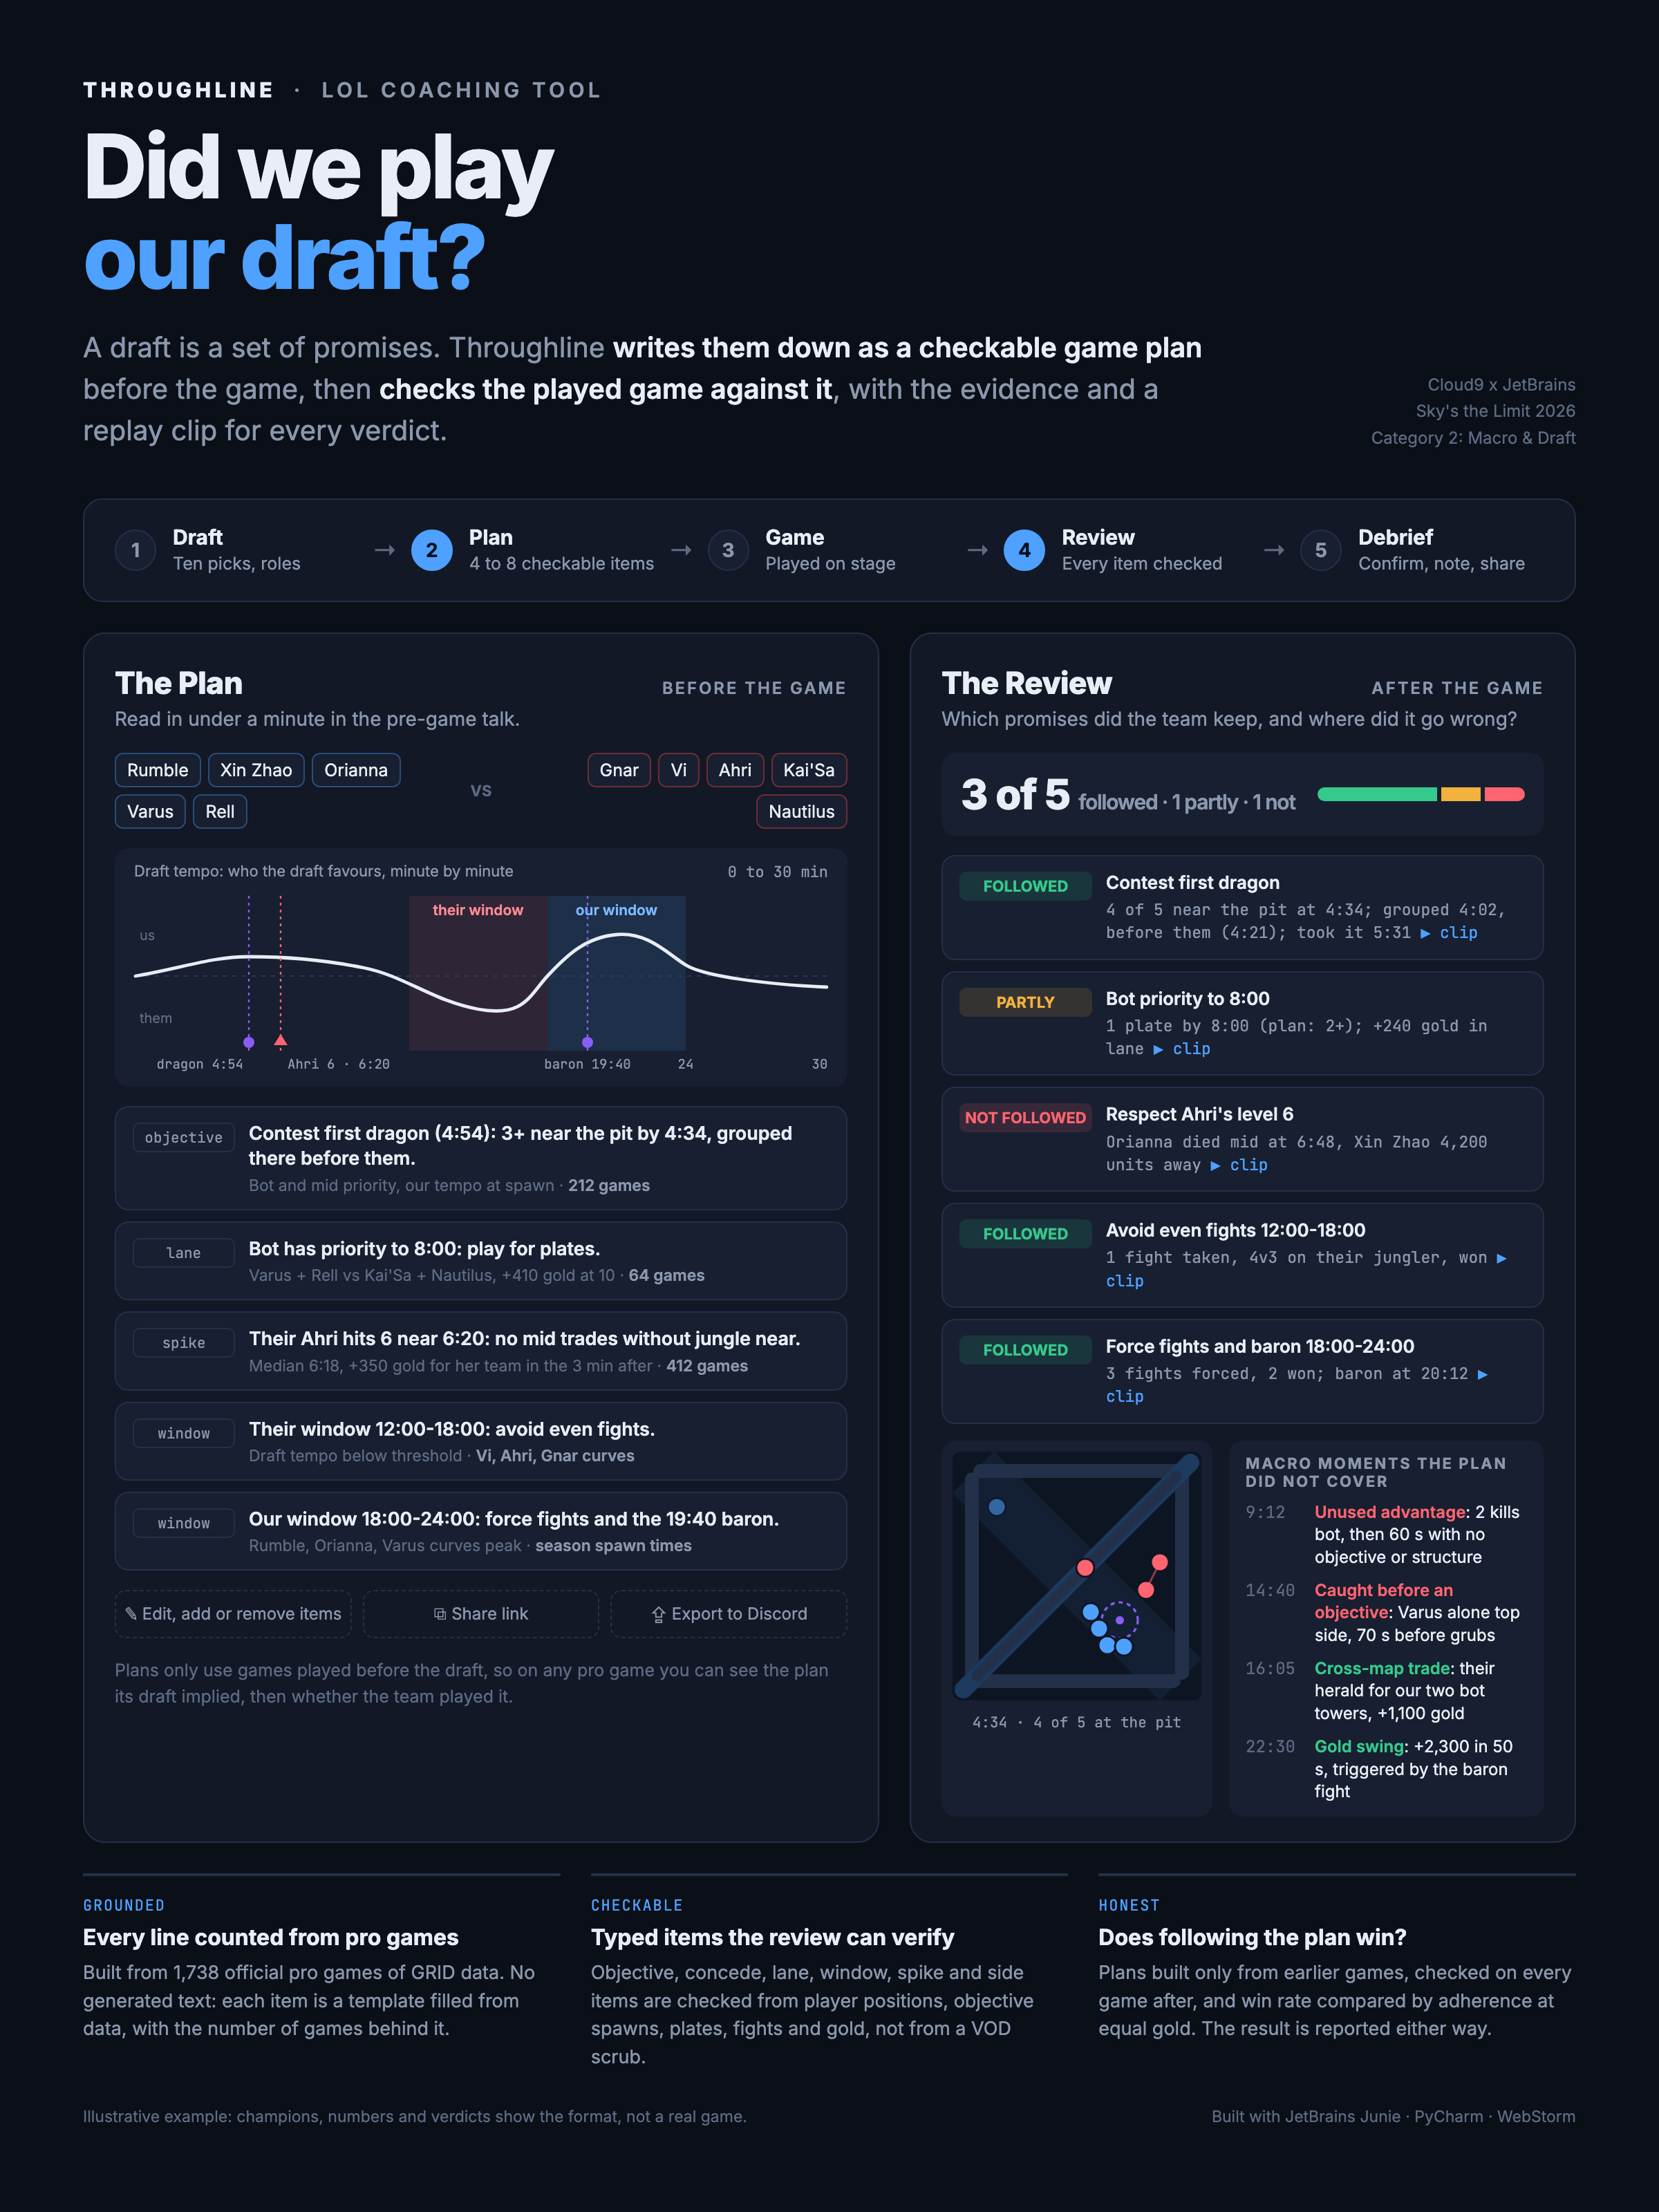 THROUGHLINE · LOL COACHING TOOL
Did we play
our draft?
A draft is a set of promises. Throughline writes them down as a checkable game plan
before the game, then checks the played game against it, with the evidence and a
replay clip for every verdict.
Cloud9 x JetBrains
Sky's the Limit 2026
Category 2: Macro & Draft
1 Draft
Ten picks, roles
→ 2 Plan
4 to 8 checkable items
→ 3 Game
Played on stage
→ 4 Review
Every item checked
→ 5 Debrief
Confirm, note, share
The Plan
BEFORE THE GAME
Read in under a minute in the pre-game talk.
Rumble Xin Zhao Orianna
Varus Rell
VS
Gnar Vi Ahri Kai'Sa
Nautilus
Draft tempo: who the draft favours, minute by minute
0 to 30 min
their window our window
us
them
dragon 4:54 Ahri 6 · 6:20 baron 19:40 24 30
objective
Contest first dragon (4:54): 3+ near the pit by 4:34, grouped
there before them.
Bot and mid priority, our tempo at spawn · 212 games
lane
Bot has priority to 8:00: play for plates.
Varus + Rell vs Kai'Sa + Nautilus, +410 gold at 10 · 64 games
spike
Their Ahri hits 6 near 6:20: no mid trades without jungle near.
Median 6:18, +350 gold for her team in the 3 min after · 412 games
window
Their window 12:00-18:00: avoid even fights.
Draft tempo below threshold · Vi, Ahri, Gnar curves
window
Our window 18:00-24:00: force fights and the 19:40 baron.
Rumble, Orianna, Varus curves peak · season spawn times
✎ Edit, add or remove items
⧉ Share link
⇪ Export to Discord
Plans only use games played before the draft, so on any pro game you can see the plan
its draft implied, then whether the team played it.
The Review
AFTER THE GAME
Which promises did the team keep, and where did it go wrong?
3 of 5 followed · 1 partly · 1 not
FOLLOWED
Contest first dragon
4 of 5 near the pit at 4:34; grouped 4:02,
before them (4:21); took it 5:31 ▶ clip
PARTLY
Bot priority to 8:00
1 plate by 8:00 (plan: 2+); +240 gold in
lane ▶ clip
NOT FOLLOWED
Respect Ahri's level 6
Orianna died mid at 6:48, Xin Zhao 4,200
units away ▶ clip
FOLLOWED
Avoid even fights 12:00-18:00
1 fight taken, 4v3 on their jungler, won ▶
clip
FOLLOWED
Force fights and baron 18:00-24:00
3 fights forced, 2 won; baron at 20:12 ▶
clip
4:34 · 4 of 5 at the pit
MACRO MOMENTS THE PLAN
DID NOT COVER
9:12 Unused advantage: 2 kills
bot, then 60 s with no
objective or structure
14:40 Caught before an
objective: Varus alone top
side, 70 s before grubs
16:05 Cross-map trade: their
herald for our two bot
towers, +1,100 gold
22:30 Gold swing: +2,300 in 50
s, triggered by the baron
fight
GROUNDED
Every line counted from pro games
Built from 1,738 official pro games of GRID data. No
generated text: each item is a template filled from
data, with the number of games behind it.
CHECKABLE
Typed items the review can verify
Objective, concede, lane, window, spike and side
items are checked from player positions, objective
spawns, plates, fights and gold, not from a VOD
scrub.
HONEST
Does following the plan win?
Plans built only from earlier games, checked on every
game after, and win rate compared by adherence at
equal gold. The result is reported either way.
Illustrative example: champions, numbers and verdicts show the format, not a real game.
Built with JetBrains Junie · PyCharm · WebStorm